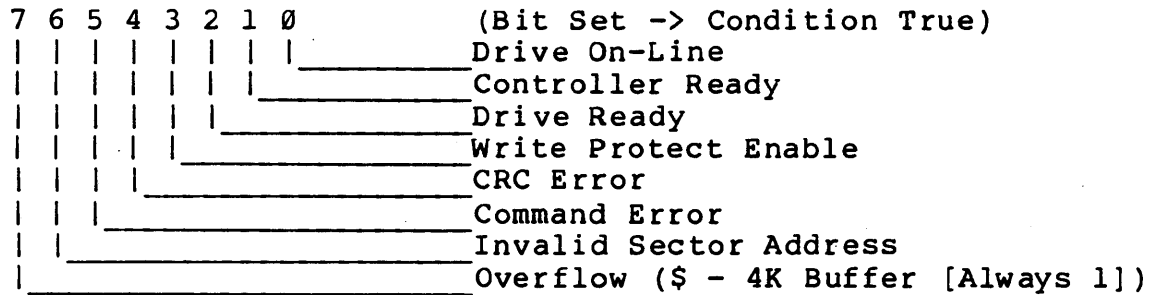 7 6 5 4 3 2 1 Ø (Bit Set -> Condition True)
Drive On-Line
Controller Ready
Drive Ready
Write Protect Enable
CRC Error
Command Error
Invalid Sector Address
Overflow ($ - 4K Buffer [Always 1])